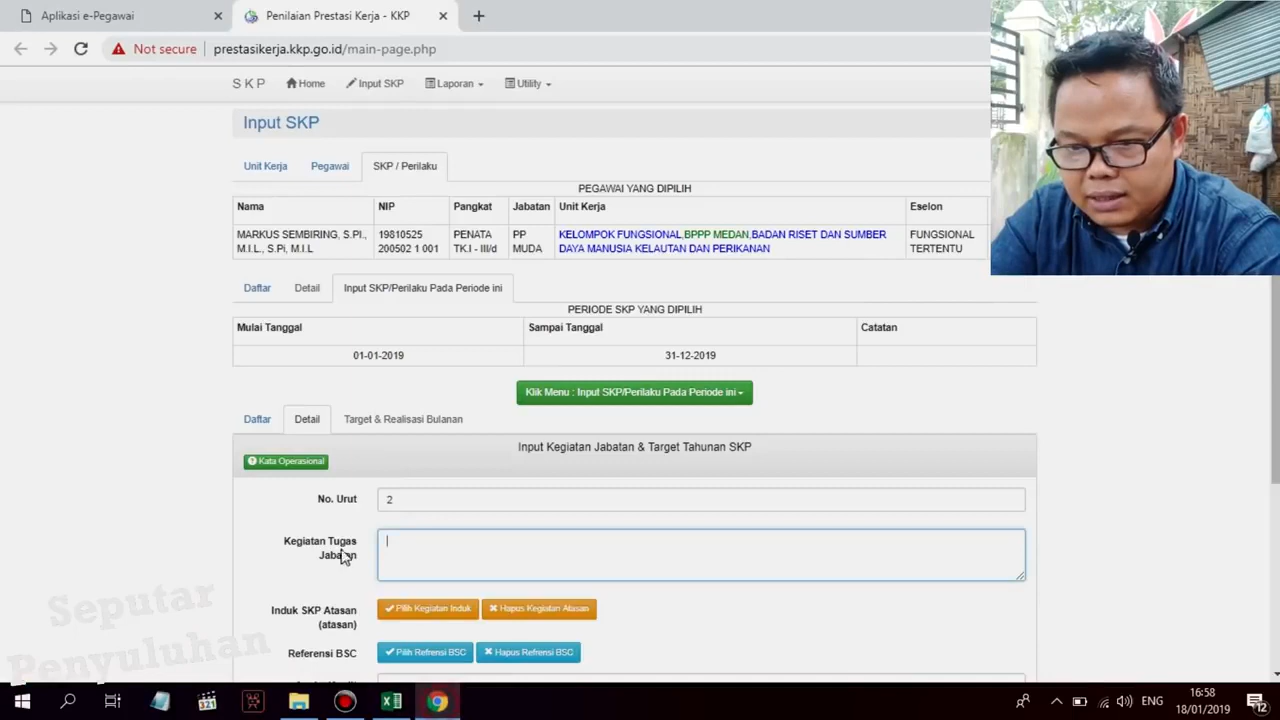 Aplikasi e-Pegawai
Penilaian Prestasi Kerja - KKP
Not secure
prestasikerja.kkp.go.id/main-page.php
S K P Home Input SKP Laporan Utility
Input SKP
Unit Kerja Pegawai SKP / Perilaku
PEGAWAI YANG DIPILIH
Nama NIP Pangkat Jabatan Unit Kerja Eselon
MARKUS SEMBIRING, S.PI., 19810525 PENATA PP KELOMPOK FUNGSIONAL,BPPP MEDAN,BADAN RISET DAN SUMBER FUNGSIONAL
M.I.L., S.Pi, M.I.L 200502 1 001 TK.I - III/d MUDA DAYA MANUSIA KELAUTAN DAN PERIKANAN TERTENTU
Daftar Detail Input SKP/Perilaku Pada Periode ini
PERIODE SKP YANG DIPILIH
Mulai Tanggal Sampai Tanggal Catatan
01-01-2019 31-12-2019
Klik Menu : Input SKP/Perilaku Pada Periode ini
Daftar Detail Target & Realisasi Bulanan
Input Kegiatan Jabatan & Target Tahunan SKP
Kata Operasional
No. Urut 2
Kegiatan Tugas
Jabatan
Induk SKP Atasan Pilih Kegiatan Induk Hapus Kegiatan Atasan
(atasan)
Referensi BSC Pilih Refrensi BSC Hapus Refrensi BSC
Seputar
Penyuluhan
321
ENG
16:58
18/01/2019
12